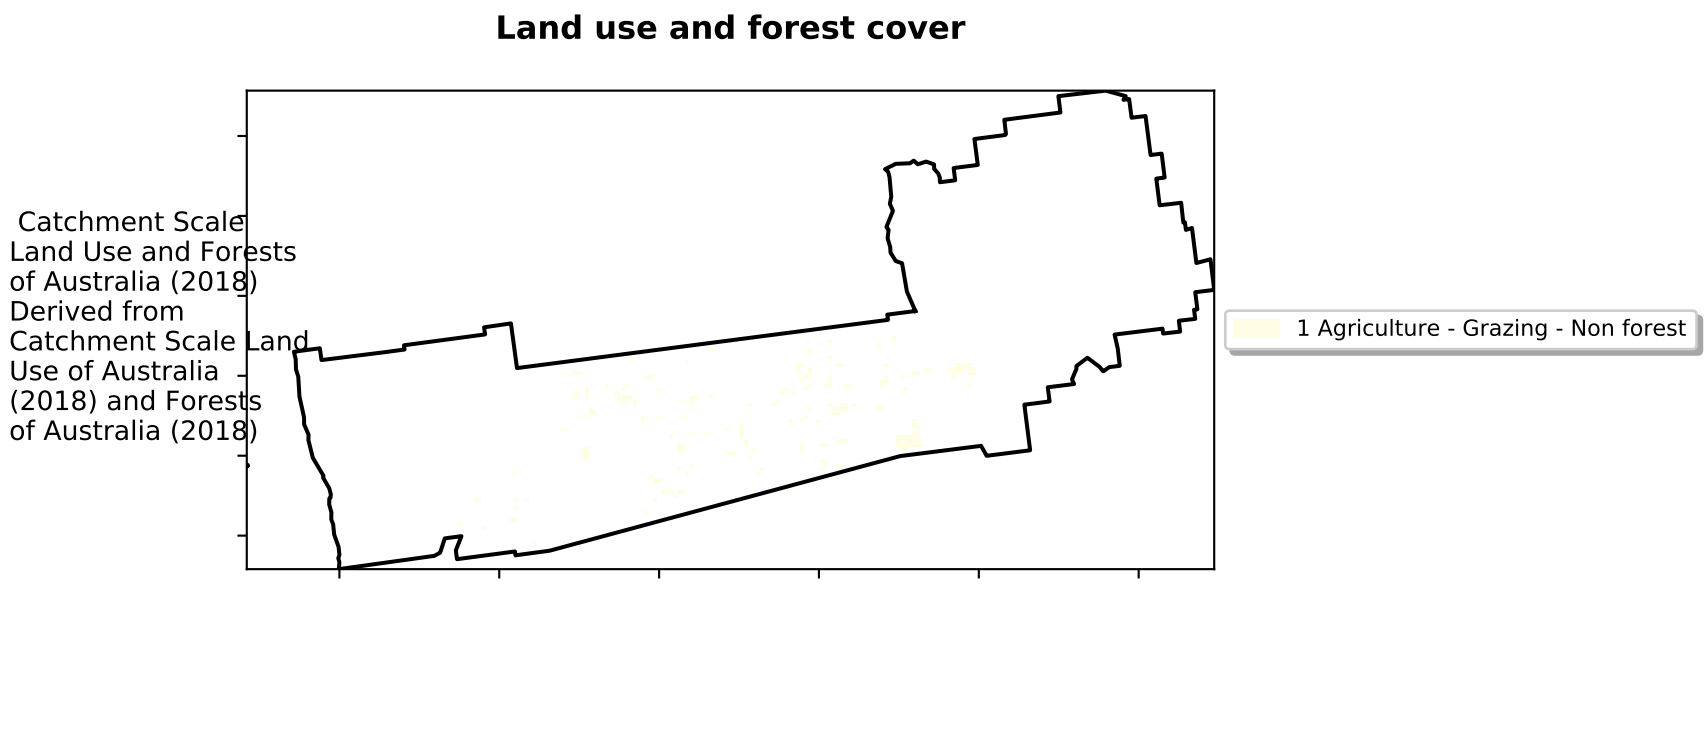 Land use and forest cover
Catchment Scale
Land Use and Forests
of Australia (2018)
Derived from
Catchment Scale Land
Use of Australia
(2018) and Forests
of Australia (2018)
1 Agriculture - Grazing - Non forest